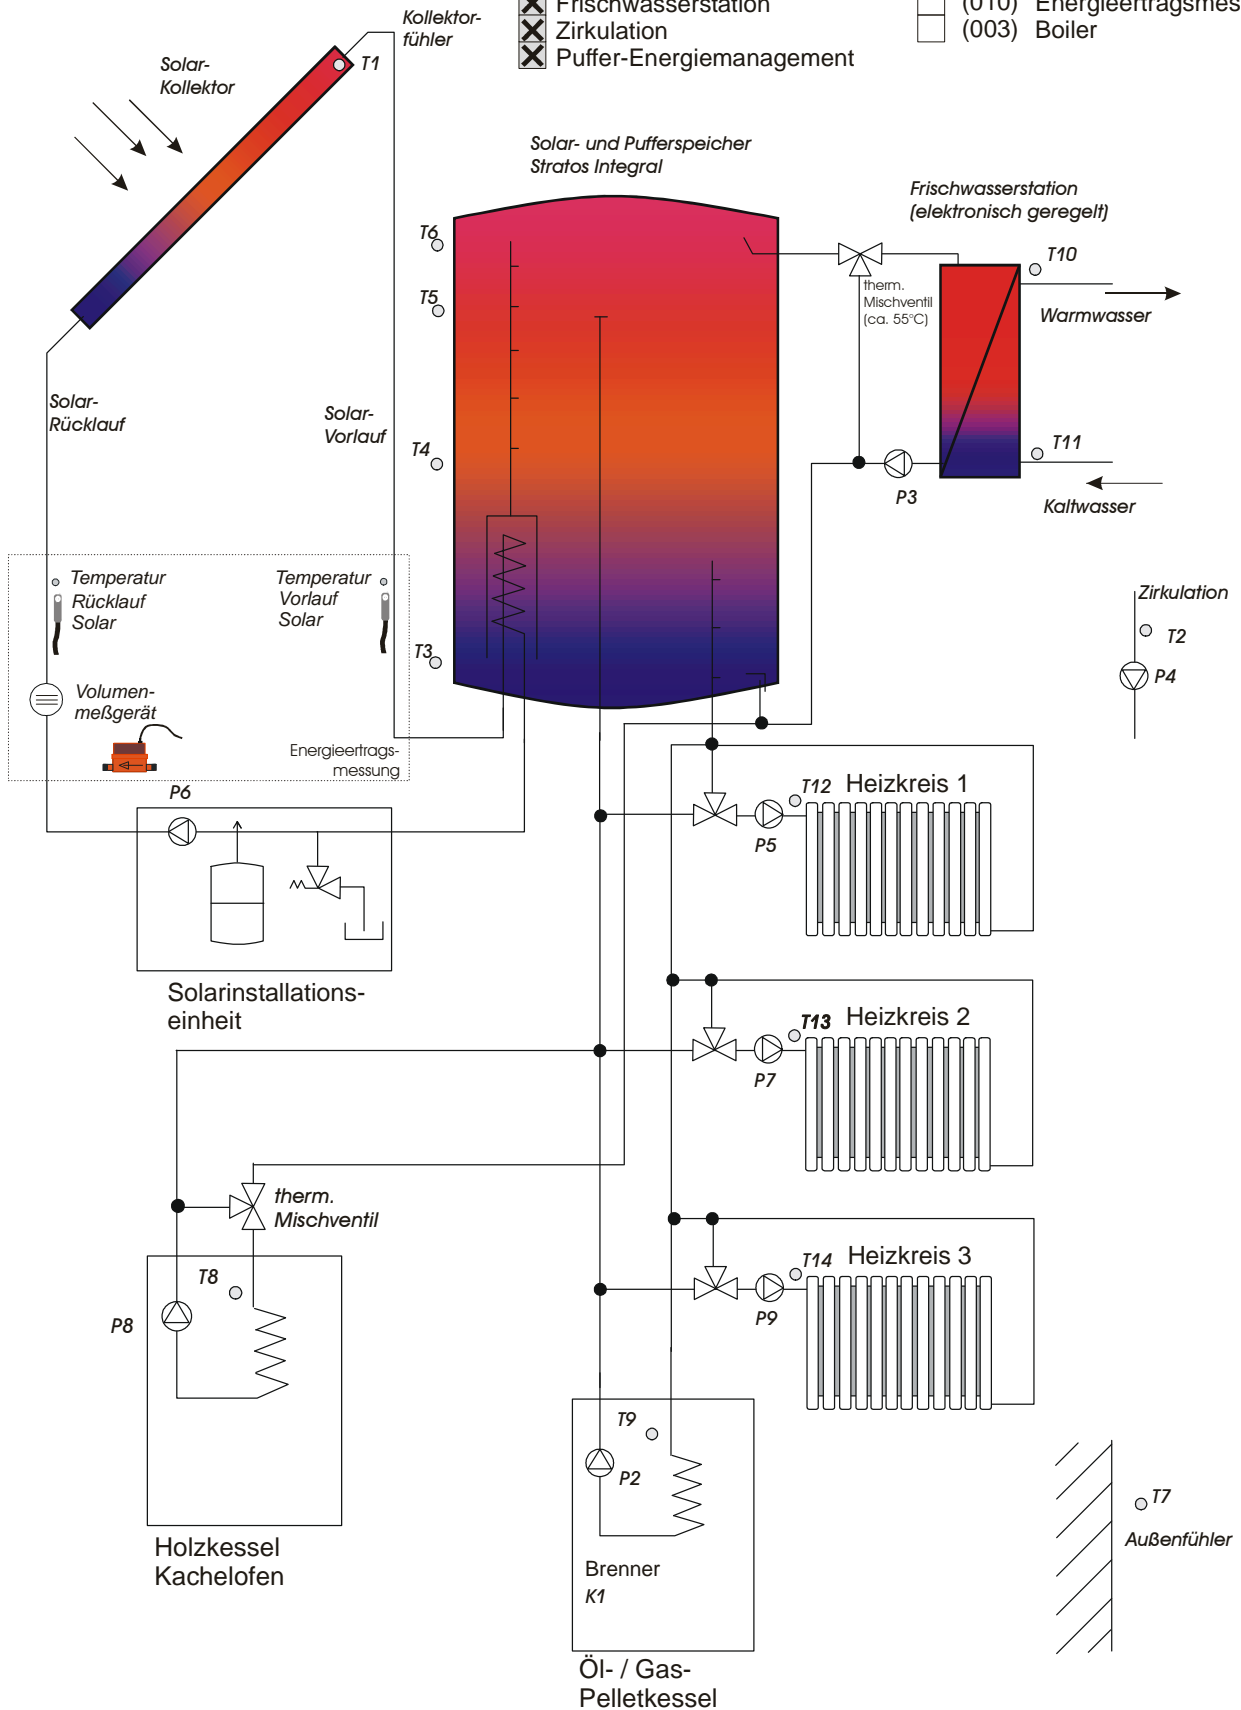 Frischwasserstation
Zirkulation
Puffer-Energiemanagement
(010) Energieertragsmes
(003) Boiler
Kollektor-
fühler
T1
Solar-
Kollektor
Solar- und Pufferspeicher
Stratos Integral
Frischwasserstation
(elektronisch geregelt)
T6
T5
T4
T3
T10
therm.
Mischventil
(ca. 55°C)
Warmwasser
T11
P3
Kaltwasser
Solar-
Rücklauf
Solar-
Vorlauf
Temperatur
Rücklauf
Solar
Temperatur
Vorlauf
Solar
Volumen-
meßgerät
Energieertrags-
messung
Zirkulation
T2
P4
P6
Solarinstallations-
einheit
T12 Heizkreis 1
P5
T13 Heizkreis 2
P7
therm.
Mischventil
T14 Heizkreis 3
P9
T8
P8
Holzkessel
Kachelofen
T9
P2
Brenner
K1
Öl- / Gas-
Pelletkessel
T7
Außenfühler